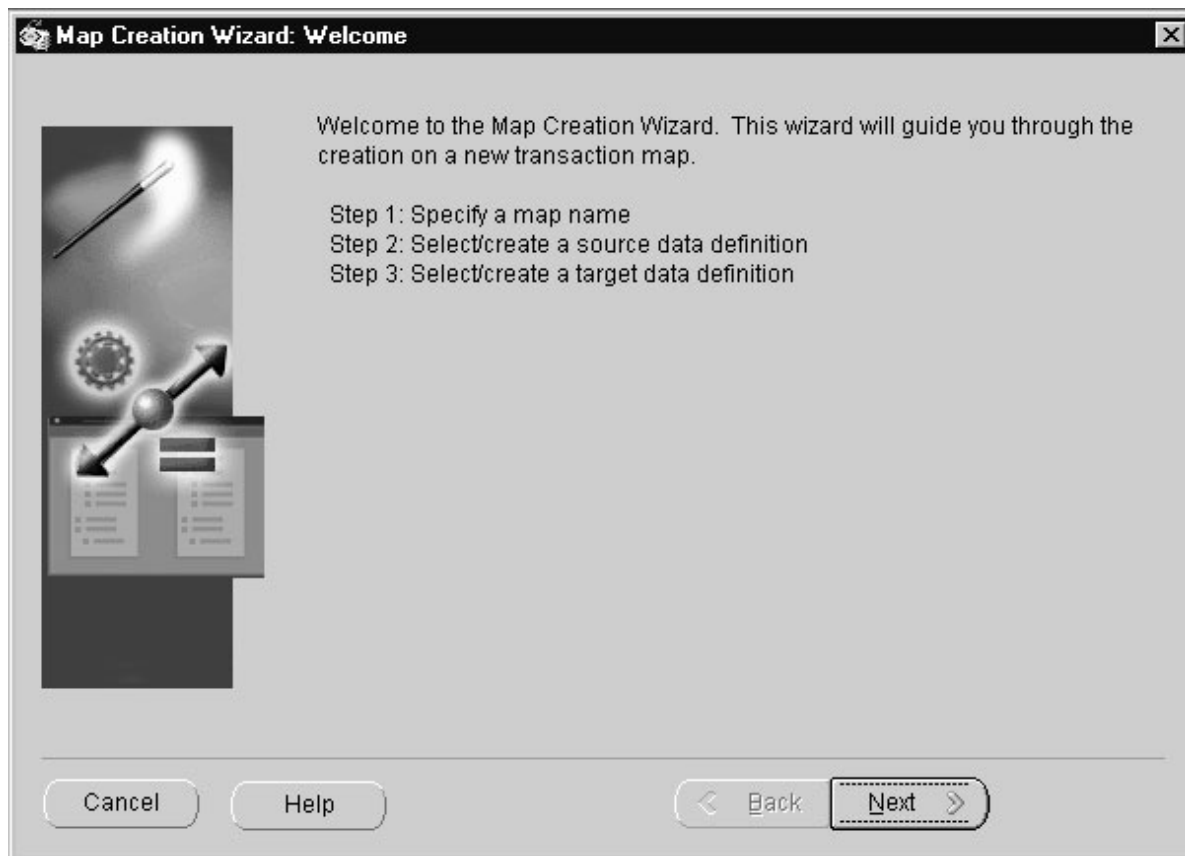 Map Creation Wizard: Welcome
Welcome to the Map Creation Wizard. This wizard will guide you through the
creation on a new transaction map.
Step 1: Specify a map name
Step 2: Select/create a source data definition
Step 3: Select/create a target data definition
Cancel
Help
Back
Next